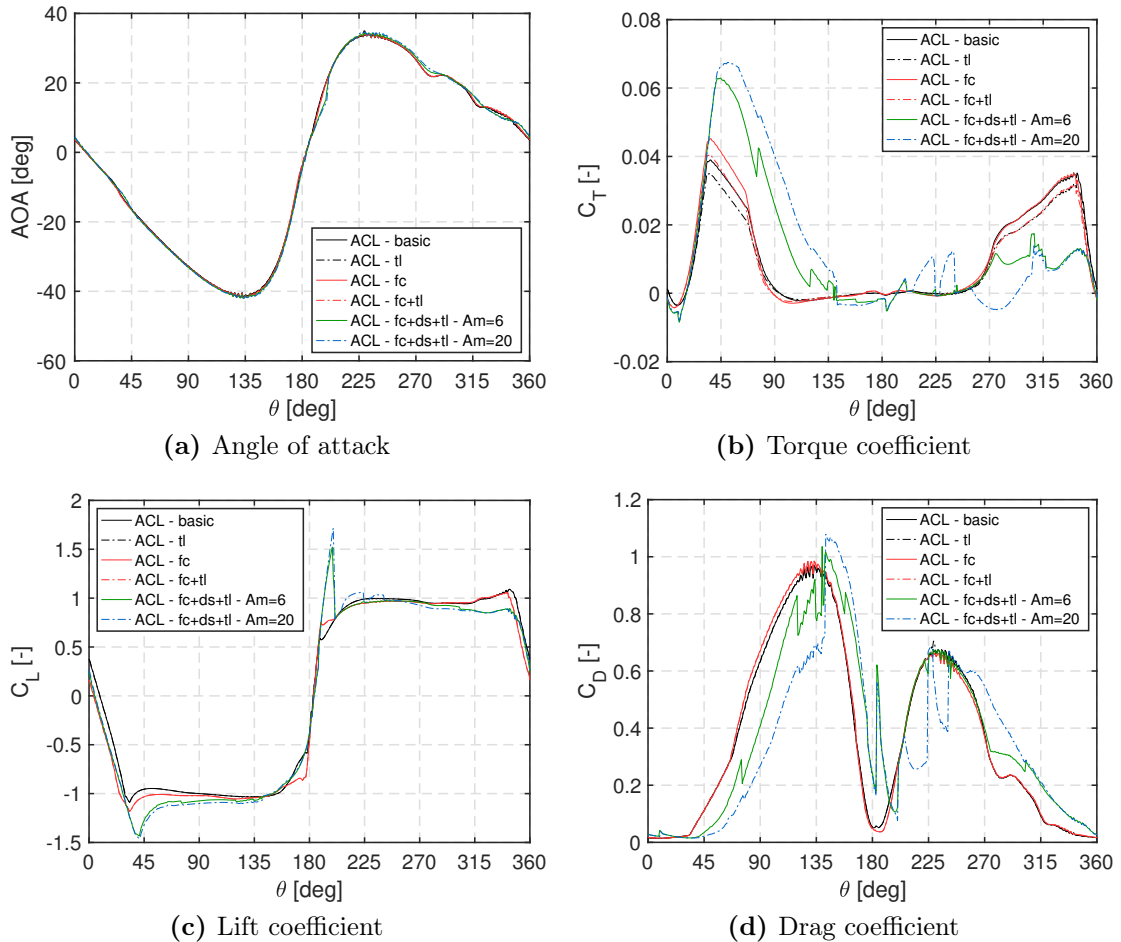 40
20
0
-20
-40
-60
AOA [deg]
0 45 90 135 180 225 270 315 360
θ [deg]
ACL - basic
ACL - tl
ACL - fc
ACL - fc+tl
ACL - fc+ds+tl - Am=6
ACL - fc+ds+tl - Am=20
(a) Angle of attack
0.08
0.06
0.04
0.02
0
-0.02
C_T [-]
0 45 90 135 180 225 270 315 360
θ [deg]
ACL - basic
ACL - tl
ACL - fc
ACL - fc+tl
ACL - fc+ds+tl - Am=6
ACL - fc+ds+tl - Am=20
(b) Torque coefficient
2
1.5
1
0.5
0
-0.5
-1
-1.5
C_L [-]
0 45 90 135 180 225 270 315 360
θ [deg]
ACL - basic
ACL - tl
ACL - fc
ACL - fc+tl
ACL - fc+ds+tl - Am=6
ACL - fc+ds+tl - Am=20
(c) Lift coefficient
1.2
1
0.8
0.6
0.4
0.2
0
C_D [-]
0 45 90 135 180 225 270 315 360
θ [deg]
ACL - basic
ACL - tl
ACL - fc
ACL - fc+tl
ACL - fc+ds+tl - Am=6
ACL - fc+ds+tl - Am=20
(d) Drag coefficient